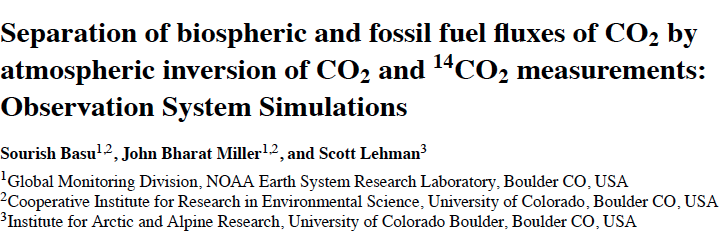 Separation of biospheric and fossil fuel fluxes of CO₂ by
atmospheric inversion of CO₂ and ¹⁴CO₂ measurements:
Observation System Simulations
Sourish Basu¹,², John Bharat Miller¹,², and Scott Lehman³
¹Global Monitoring Division, NOAA Earth System Research Laboratory, Boulder CO, USA
²Cooperative Institute for Research in Environmental Science, University of Colorado, Boulder CO, USA
³Institute for Arctic and Alpine Research, University of Colorado Boulder, Boulder CO, USA